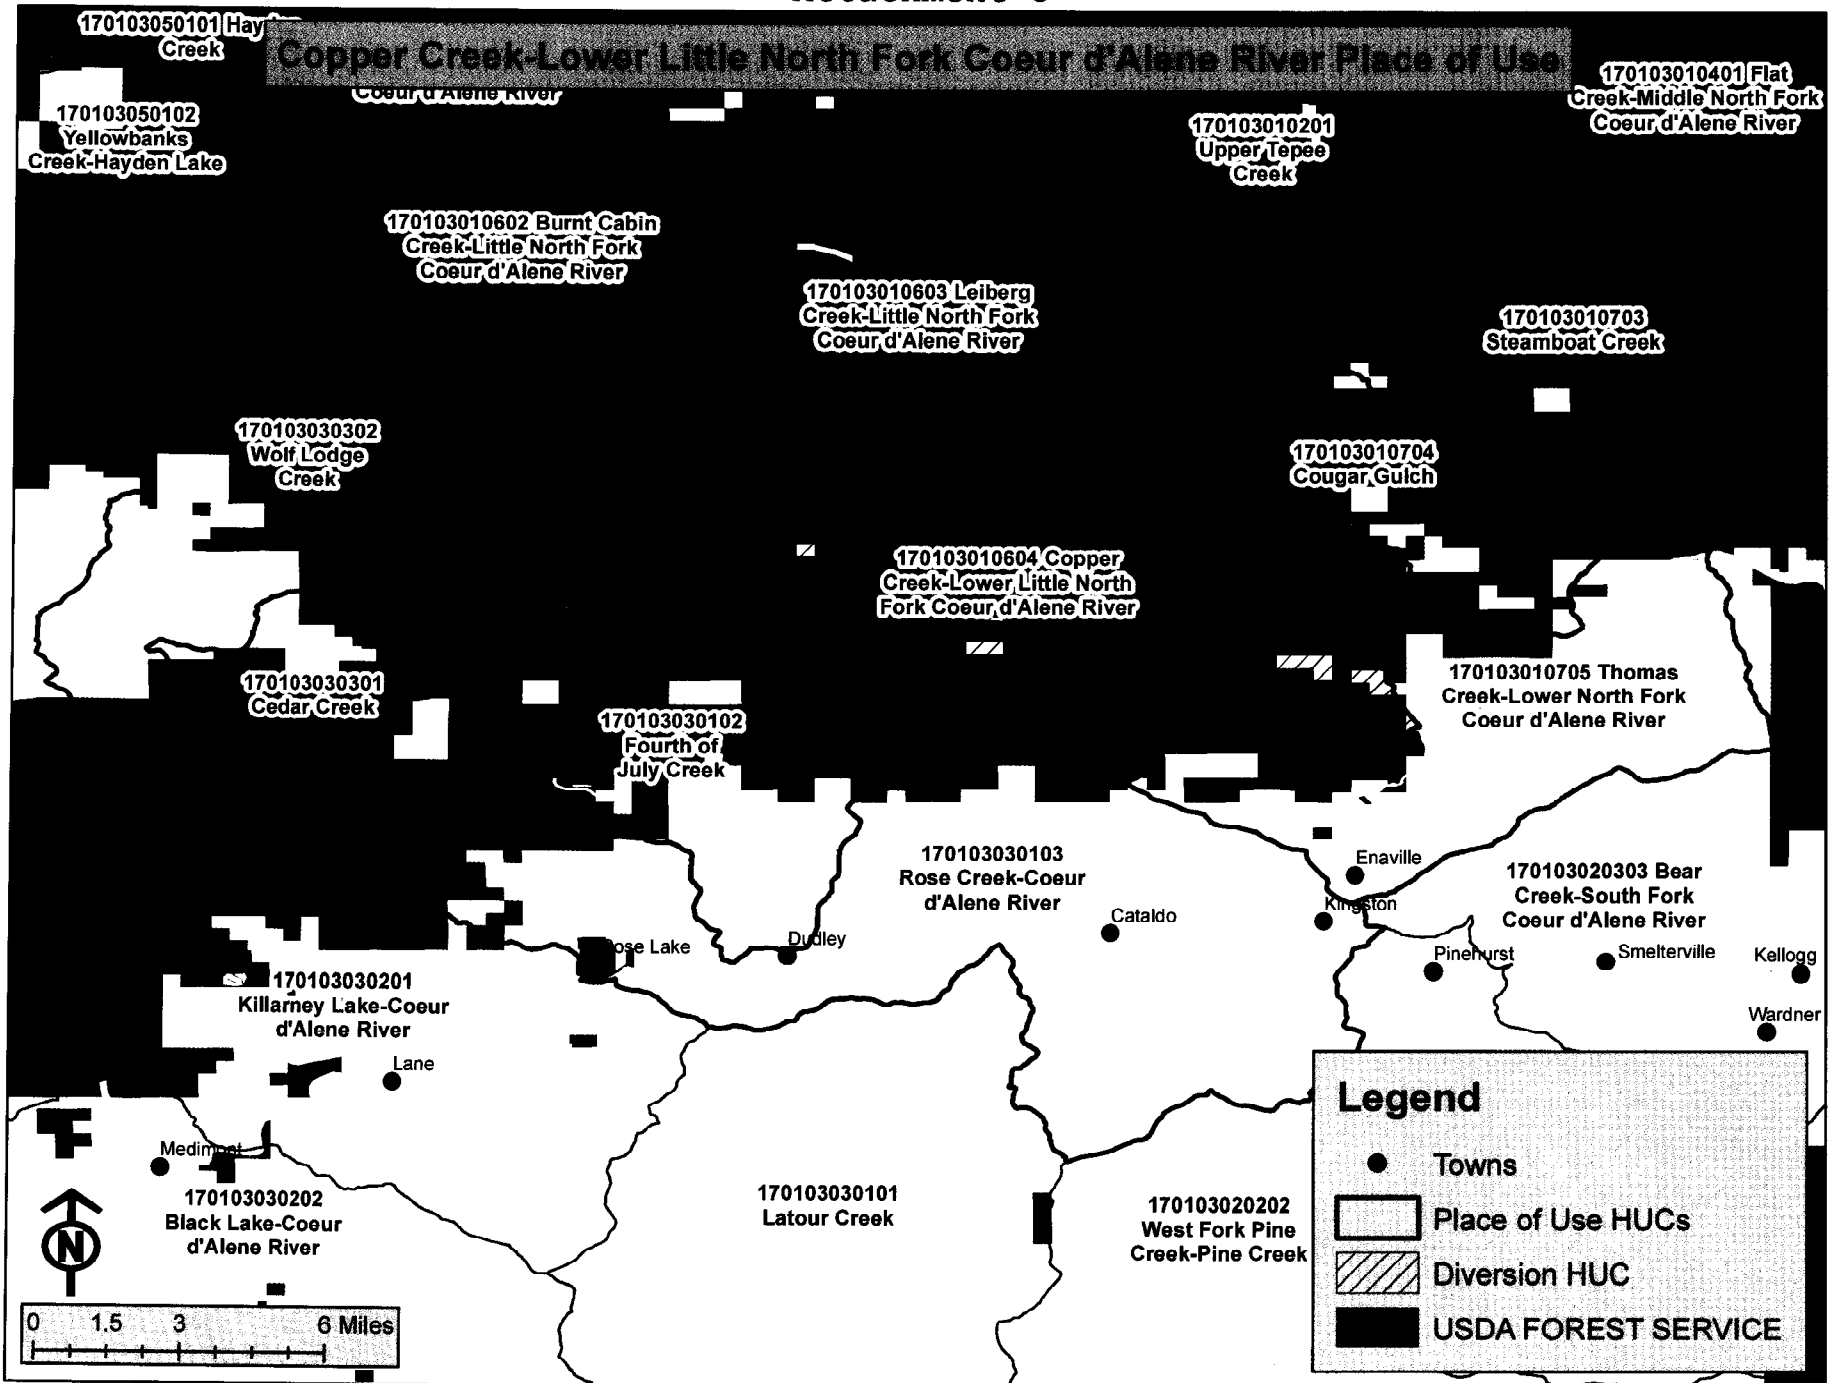 Copper Creek-Lower Little North Fork Coeur d'Alene River Place of Use
170103050101
Creek
Coeur d'Alene River
170103010401 Flat
Creek-Middle North Fork
Coeur d'Alene River
170103050102
Yellowbanks
Creek-Hayden Lake
170103010201
Upper Tepee
Creek
170103010602 Burnt Cabin
Creek-Little North Fork
Coeur d'Alene River
170103010603 Leiberg
Creek-Little North Fork
Coeur d'Alene River
170103010703
Steamboat Creek
170103030302
Wolf Lodge
Creek
170103010704
Cougar Gulch
170103010604 Copper
Creek-Lower Little North
Fork Coeur d'Alene River
170103030301
Cedar Creek
170103010705 Thomas
Creek-Lower North Fork
Coeur d'Alene River
170103030102
Fourth of
July Creek
170103030103
Rose Creek-Coeur
d'Alene River
Enaville
170103020303 Bear
Creek-South Fork
Coeur d'Alene River
Kingston
Cataldo
Dudley
ose Lake
Pinehurst
Smelterville
Kellogg
Wardner
170103030201
Killarney Lake-Coeur
d'Alene River
Lane
Medimont
170103030202
Black Lake-Coeur
d'Alene River
170103030101
Latour Creek
170103020202
West Fork Pine
Creek-Pine Creek
N
0 1.5 3 6 Miles
Legend
Towns
Place of Use HUCs
Diversion HUC
USDA FOREST SERVICE